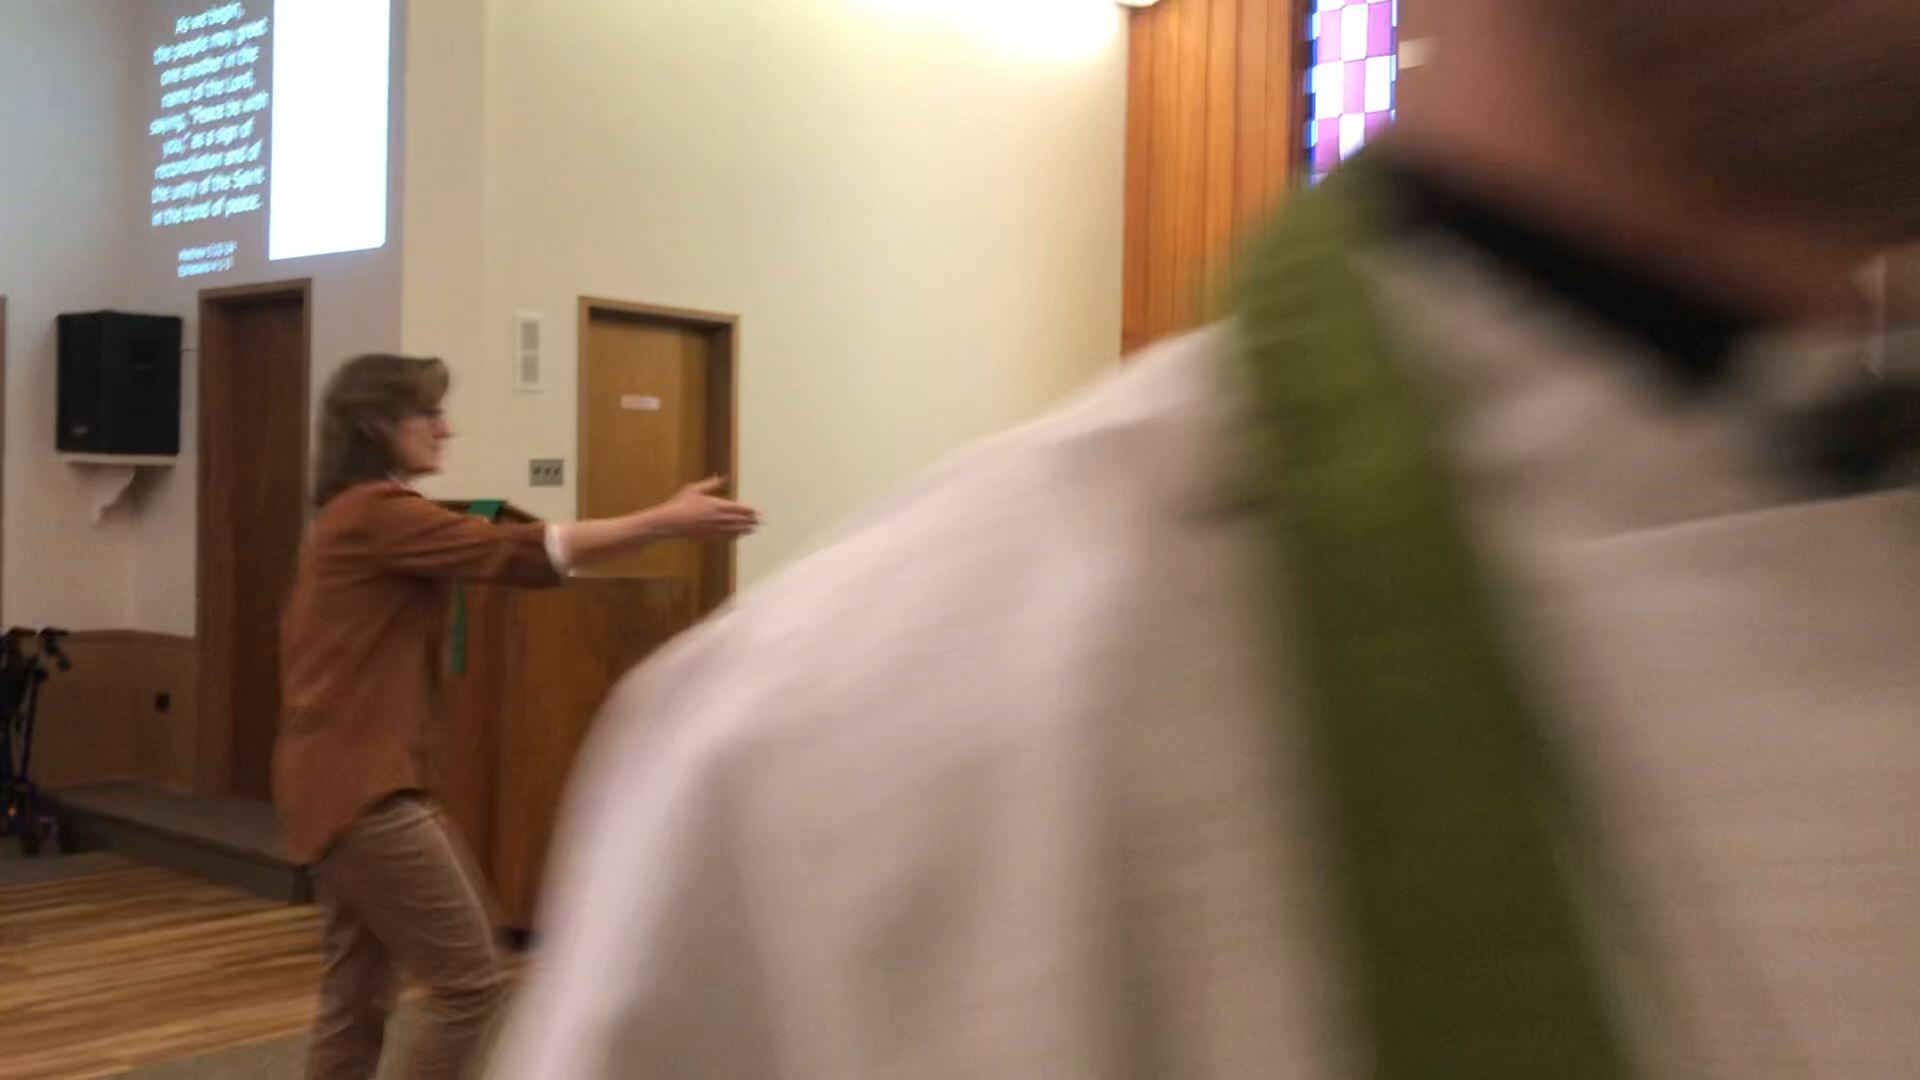 As we begin,
the people may greet
one another in the
name of the Lord,
saying, "Peace be with
you," as a sign of
reconciliation and of
the unity of the Spirit
in the bond of peace.